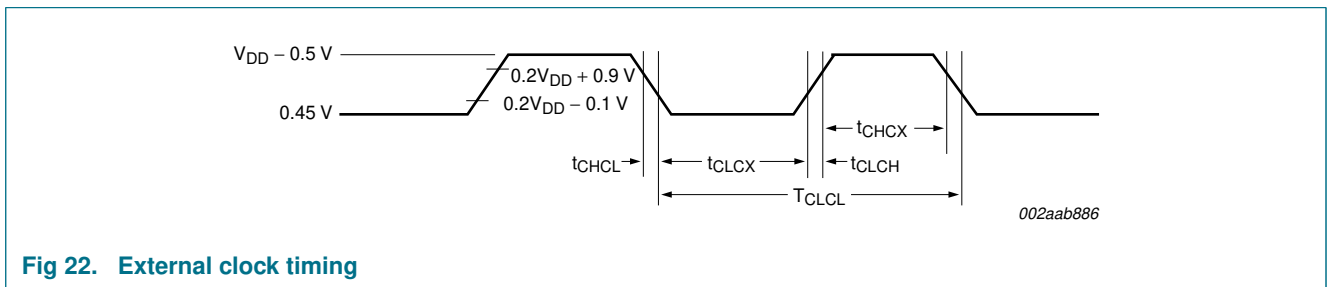 V_DD − 0.5 V
0.2V_DD + 0.9 V
0.2V_DD − 0.1 V
0.45 V
t_CHCX
t_CHCL
t_CLCX
t_CLCH
T_CLCL
002aab886
Fig 22. External clock timing